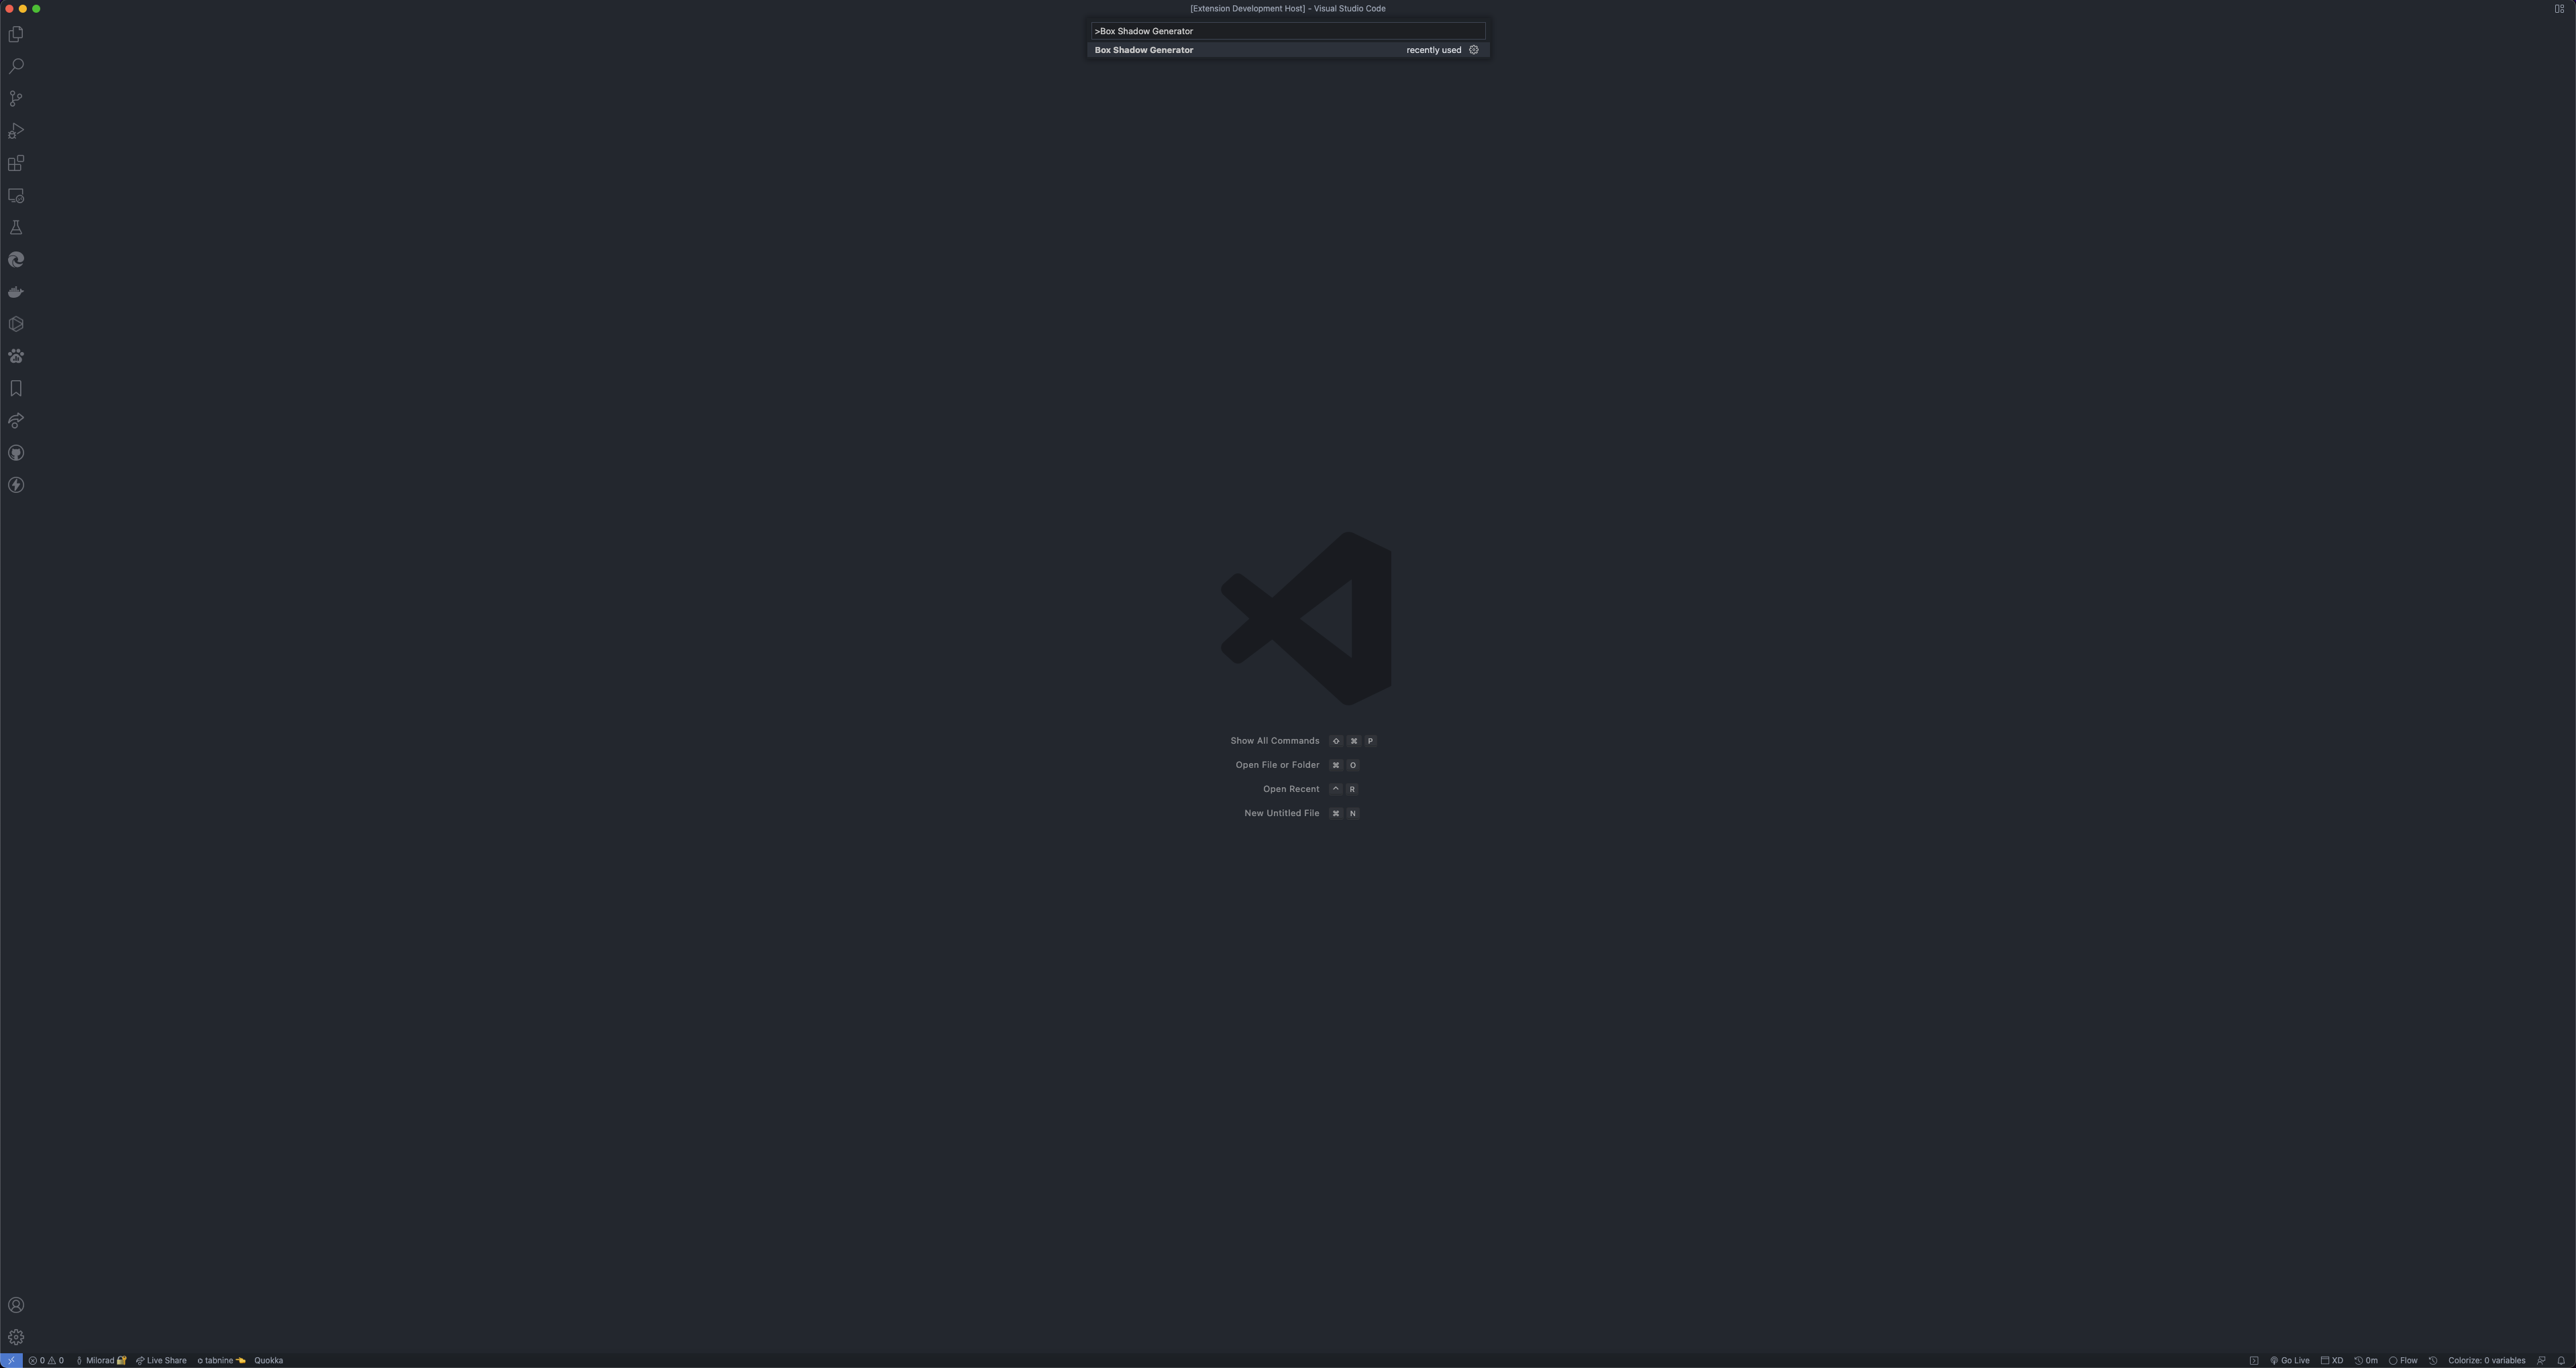 [Extension Development Host] – Visual Studio Code
>Box Shadow Generator
Box Shadow Generator recently used
Show All Commands ⇧ ⌘ P
Open File or Folder ⌘ O
Open Recent ⌃ R
New Untitled File ⌘ N
0 0 Milorad 🔐 Live Share tabnine 👈 Quokka Go Live XD 0m Flow Colorize: 0 variables